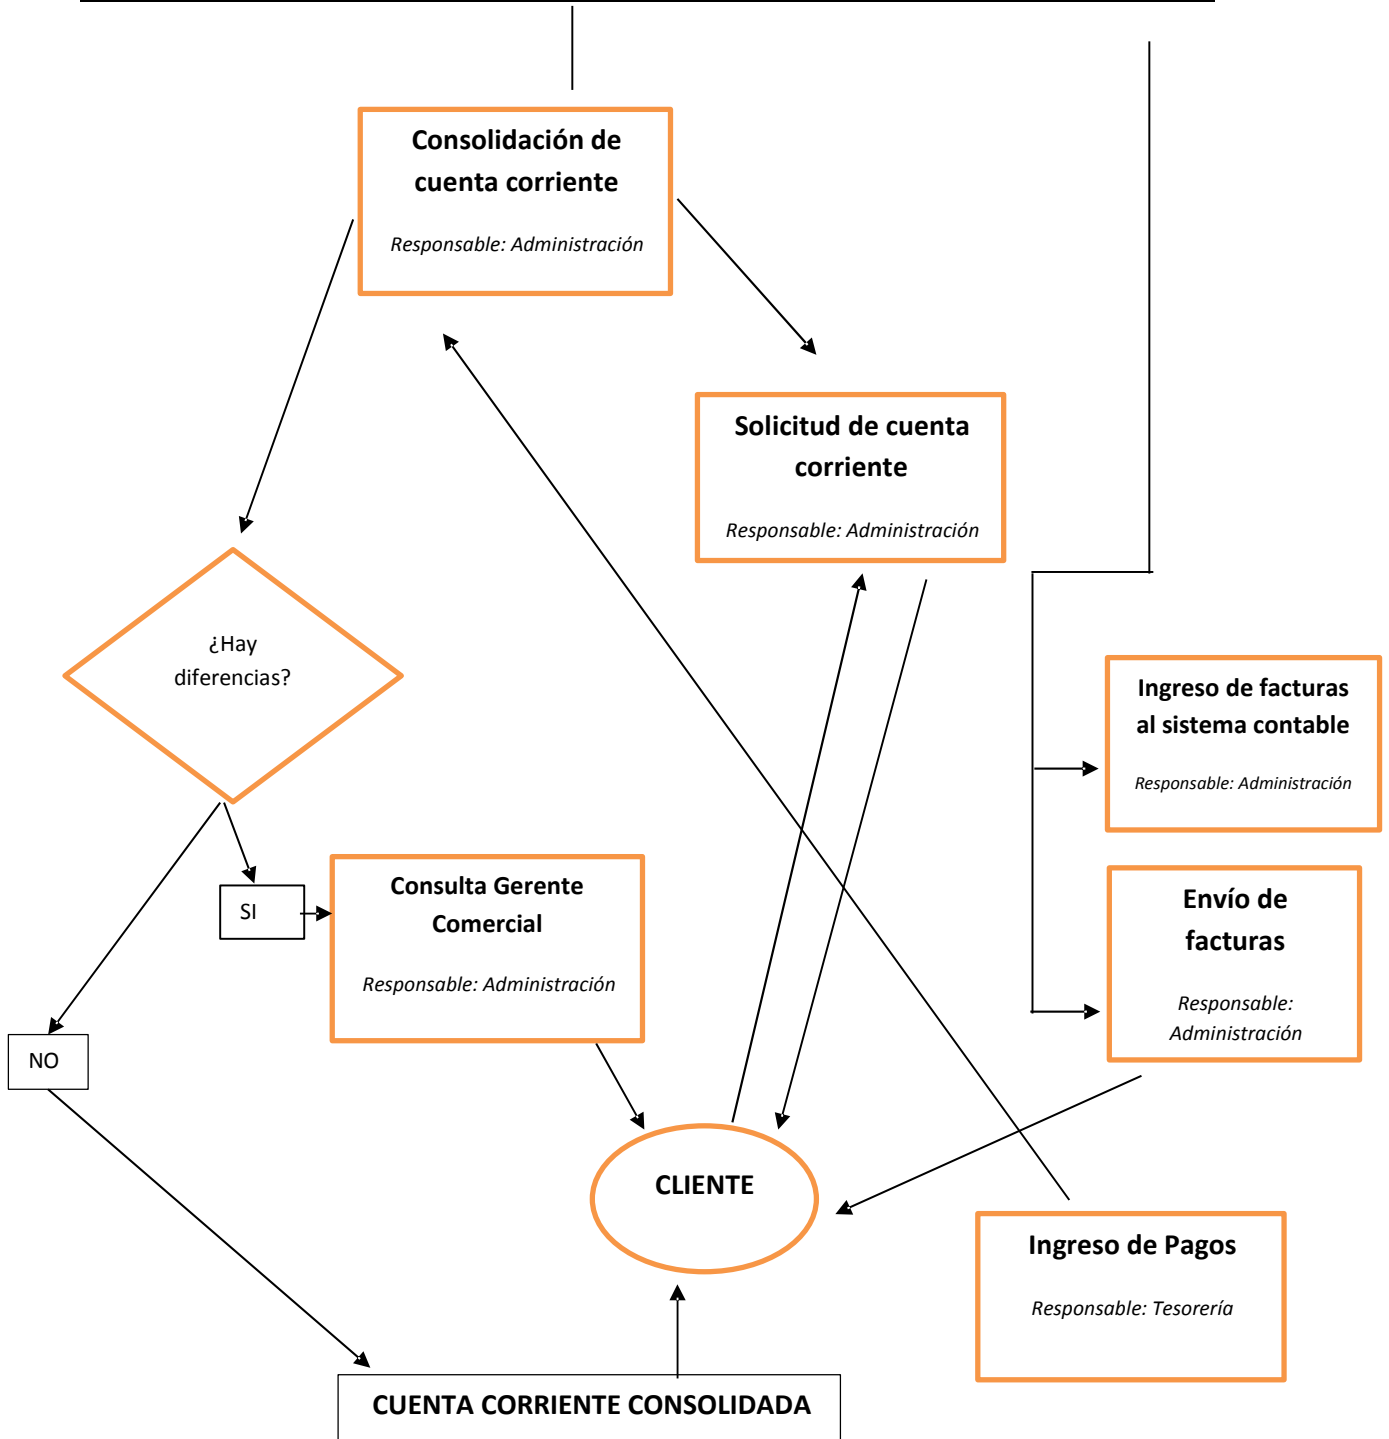 Consolidación de
cuenta corriente
Responsable: Administración
Solicitud de cuenta
corriente
Responsable: Administración
¿Hay
diferencias?
Ingreso de facturas
al sistema contable
Responsable: Administración
SI
Consulta Gerente
Comercial
Responsable: Administración
Envío de
facturas
Responsable:
Administración
NO
CLIENTE
Ingreso de Pagos
Responsable: Tesorería
CUENTA CORRIENTE CONSOLIDADA